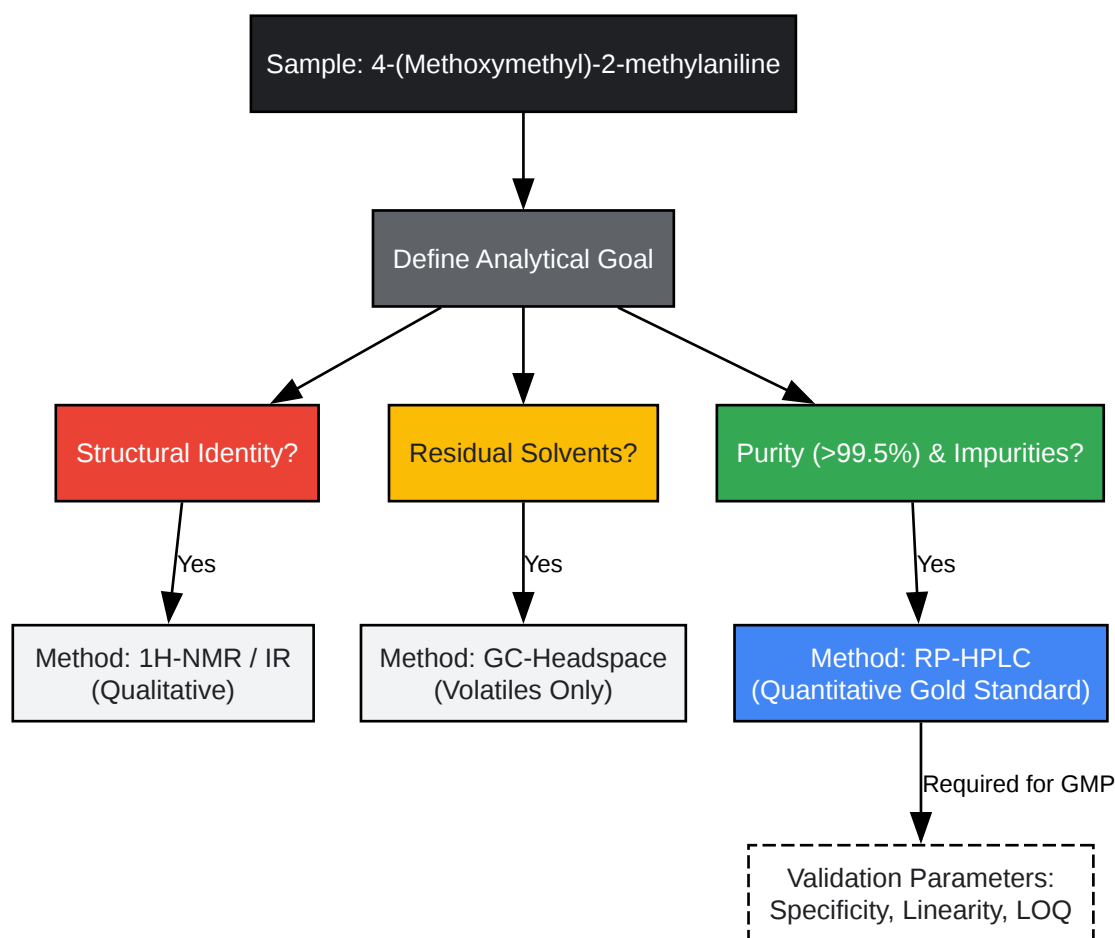 Sample: 4-(Methoxymethyl)-2-methylaniline
Define Analytical Goal
Structural Identity?
Residual Solvents?
Purity (>99.5%) & Impurities?
Yes
Yes
Yes
Method: 1H-NMR / IR
(Qualitative)
Method: GC-Headspace
(Volatiles Only)
Method: RP-HPLC
(Quantitative Gold Standard)
Required for GMP
Validation Parameters:
Specificity, Linearity, LOQ